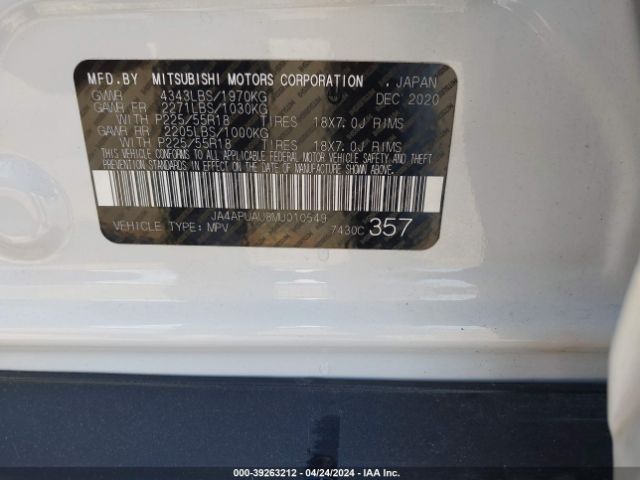 MFD.BY MITSUBISHI MOTORS CORPORATION . JAPAN
GVWR 4343LBS/1970KG DEC 2020
GAWR FR 2271LBS/1030KG
WITH P225/55R18 TIRES 18X7.0J RIMS
GAWR RR 2205LBS/1000KG
WITH P225/55R18 TIRES 18X7.0J RIMS
THIS VEHICLE CONFORMS TO ALL APPLICABLE FEDERAL MOTOR VEHICLE SAFETY AND THEFT
PREVENTION STANDARDS IN EFFECT ON THE DATE OF MANUFACTURE SHOWN ABOVE.
JA4APUAU8MU010549
VEHICLE TYPE: MPV 7430C 357
COPART: 39263212 - 04/24/2024 - IAA Inc.